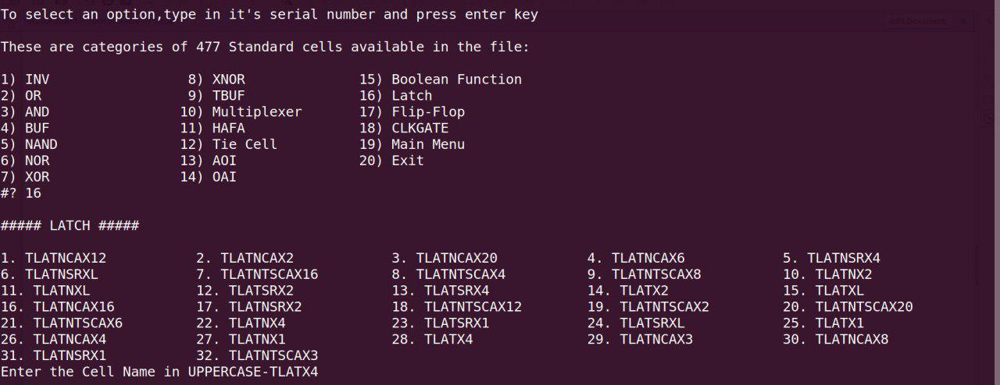 To select an option,type in it's serial number and press enter key
These are categories of 477 Standard cells available in the file:
1) INV 8) XNOR 15) Boolean Function
2) OR 9) TBUF 16) Latch
3) AND 10) Multiplexer 17) Flip-Flop
4) BUF 11) HAFA 18) CLKGATE
5) NAND 12) Tie Cell 19) Main Menu
6) NOR 13) AOI 20) Exit
7) XOR 14) OAI
#? 16
##### LATCH #####
1. TLATNCAX12 2. TLATNCAX2 3. TLATNCAX20 4. TLATNCAX6 5. TLATNSRX4
6. TLATNSRXL 7. TLATNTSCAX16 8. TLATNTSCAX4 9. TLATNTSCAX8 10. TLATNX2
11. TLATNXL 12. TLATSRX2 13. TLATSRX4 14. TLATX2 15. TLATXL
16. TLATNCAX16 17. TLATNSRX2 18. TLATNTSCAX12 19. TLATNTSCAX2 20. TLATNTSCAX20
21. TLATNTSCAX6 22. TLATNX4 23. TLATSRX1 24. TLATSRXL 25. TLATX1
26. TLATNCAX4 27. TLATNX1 28. TLATX4 29. TLATNCAX3 30. TLATNCAX8
31. TLATNSRX1 32. TLATNTSCAX3
Enter the Cell Name in UPPERCASE-TLATX4